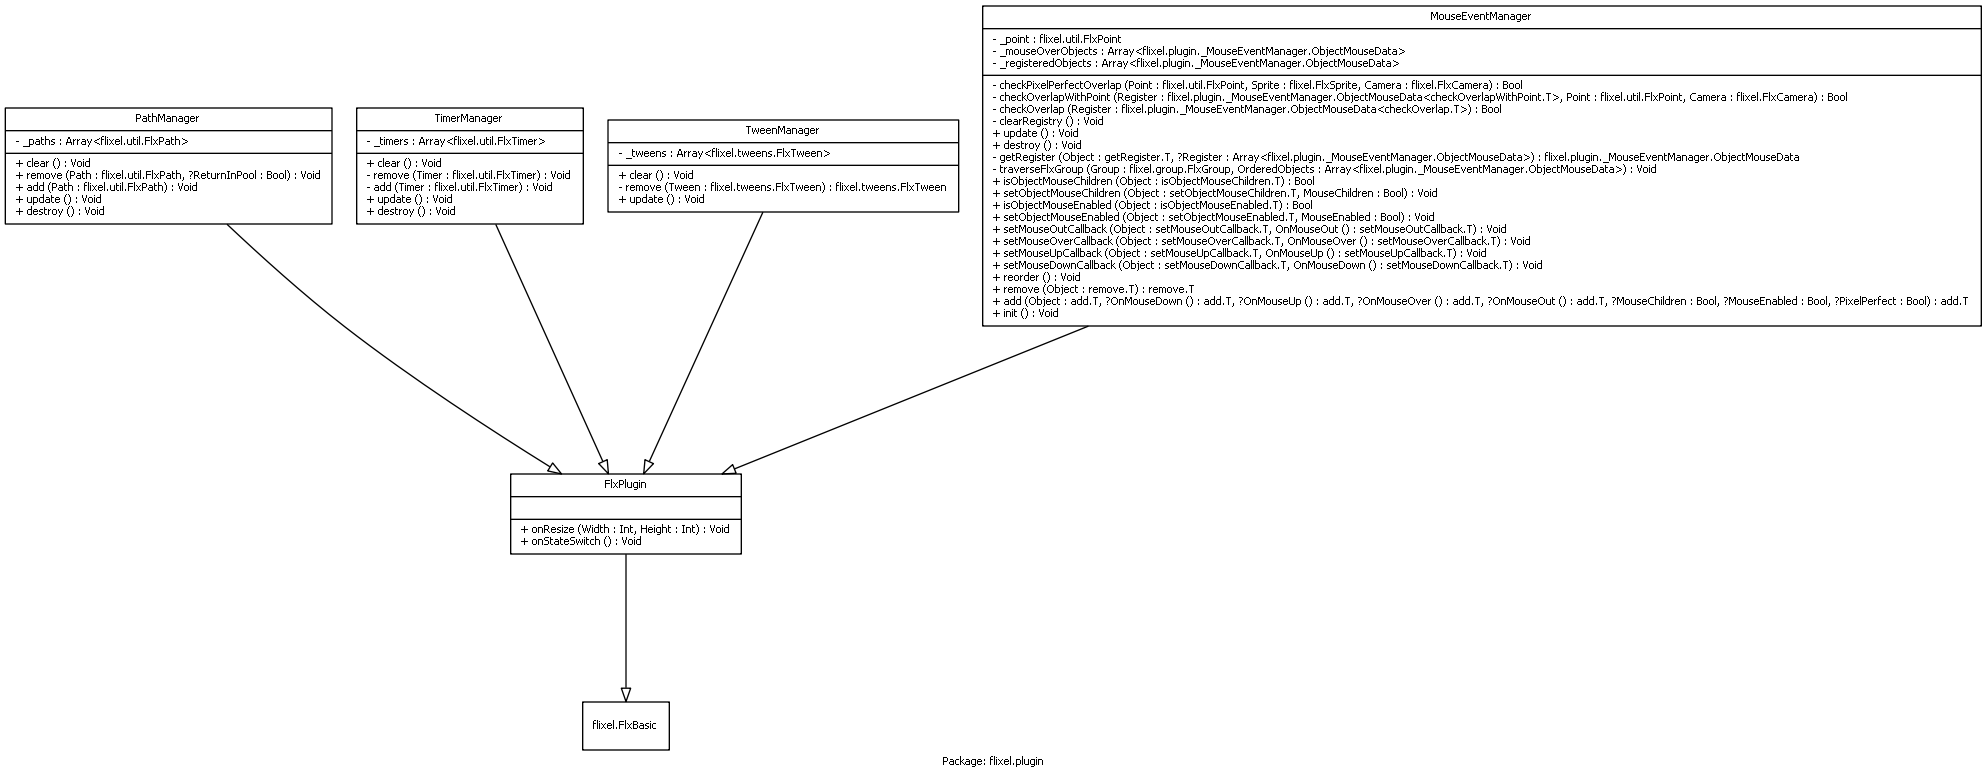 MouseEventManager
- _point : flixel.util.FlxPoint
- _mouseOverObjects : Array<flixel.plugin._MouseEventManager.ObjectMouseData>
- _registeredObjects : Array<flixel.plugin._MouseEventManager.ObjectMouseData>
- checkPixelPerfectOverlap (Point : flixel.util.FlxPoint, Sprite : flixel.FlxSprite, Camera : flixel.FlxCamera) : Bool
- checkOverlapWithPoint (Register : flixel.plugin._MouseEventManager.ObjectMouseData<checkOverlapWithPoint.T>, Point : flixel.util.FlxPoint, Camera : flixel.FlxCamera) : Bool
- checkOverlap (Register : flixel.plugin._MouseEventManager.ObjectMouseData<checkOverlap.T>) : Bool
- clearRegistry () : Void
+ update () : Void
+ destroy () : Void
- getRegister (Object : getRegister.T, ?Register : Array<flixel.plugin._MouseEventManager.ObjectMouseData>) : flixel.plugin._MouseEventManager.ObjectMouseData
- traverseFlxGroup (Group : flixel.group.FlxGroup, OrderedObjects : Array<flixel.plugin._MouseEventManager.ObjectMouseData>) : Void
+ isObjectMouseChildren (Object : isObjectMouseChildren.T) : Bool
+ setObjectMouseChildren (Object : setObjectMouseChildren.T, MouseChildren : Bool) : Void
+ isObjectMouseEnabled (Object : isObjectMouseEnabled.T) : Bool
+ setObjectMouseEnabled (Object : setObjectMouseEnabled.T, MouseEnabled : Bool) : Void
+ setMouseOutCallback (Object : setMouseOutCallback.T, OnMouseOut () : setMouseOutCallback.T) : Void
+ setMouseOverCallback (Object : setMouseOverCallback.T, OnMouseOver () : setMouseOverCallback.T) : Void
+ setMouseUpCallback (Object : setMouseUpCallback.T, OnMouseUp () : setMouseUpCallback.T) : Void
+ setMouseDownCallback (Object : setMouseDownCallback.T, OnMouseDown () : setMouseDownCallback.T) : Void
+ reorder () : Void
+ remove (Object : remove.T) : remove.T
+ add (Object : add.T, ?OnMouseDown () : add.T, ?OnMouseUp () : add.T, ?OnMouseOver () : add.T, ?OnMouseOut () : add.T, ?MouseChildren : Bool, ?MouseEnabled : Bool, ?PixelPerfect : Bool) : add.T
+ init () : Void
PathManager
- _paths : Array<flixel.util.FlxPath>
+ clear () : Void
+ remove (Path : flixel.util.FlxPath, ?ReturnInPool : Bool) : Void
+ add (Path : flixel.util.FlxPath) : Void
+ update () : Void
+ destroy () : Void
TimerManager
- _timers : Array<flixel.util.FlxTimer>
+ clear () : Void
- remove (Timer : flixel.util.FlxTimer) : Void
- add (Timer : flixel.util.FlxTimer) : Void
+ update () : Void
+ destroy () : Void
TweenManager
- _tweens : Array<flixel.tweens.FlxTween>
+ clear () : Void
- remove (Tween : flixel.tweens.FlxTween) : flixel.tweens.FlxTween
+ update () : Void
FlxPlugin
+ onResize (Width : Int, Height : Int) : Void
+ onStateSwitch () : Void
flixel.FlxBasic
Package: flixel.plugin